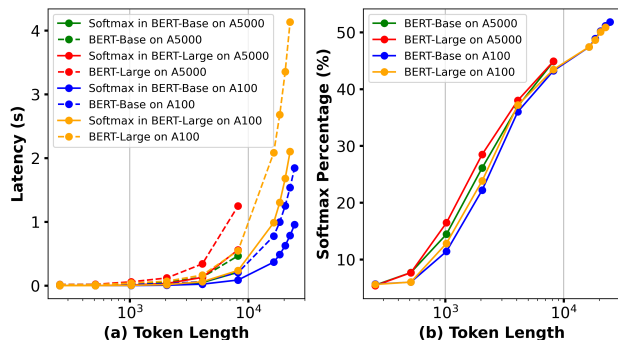 Latency (s)
4
3
2
1
0
Softmax in BERT-Base on A5000
BERT-Base on A5000
Softmax in BERT-Large on A5000
BERT-Large on A5000
Softmax in BERT-Base on A100
BERT-Base on A100
Softmax in BERT-Large on A100
BERT-Large on A100
10³ 10⁴
(a) Token Length
Softmax Percentage (%)
50
40
30
20
10
BERT-Base on A5000
BERT-Large on A5000
BERT-Base on A100
BERT-Large on A100
10³ 10⁴
(b) Token Length